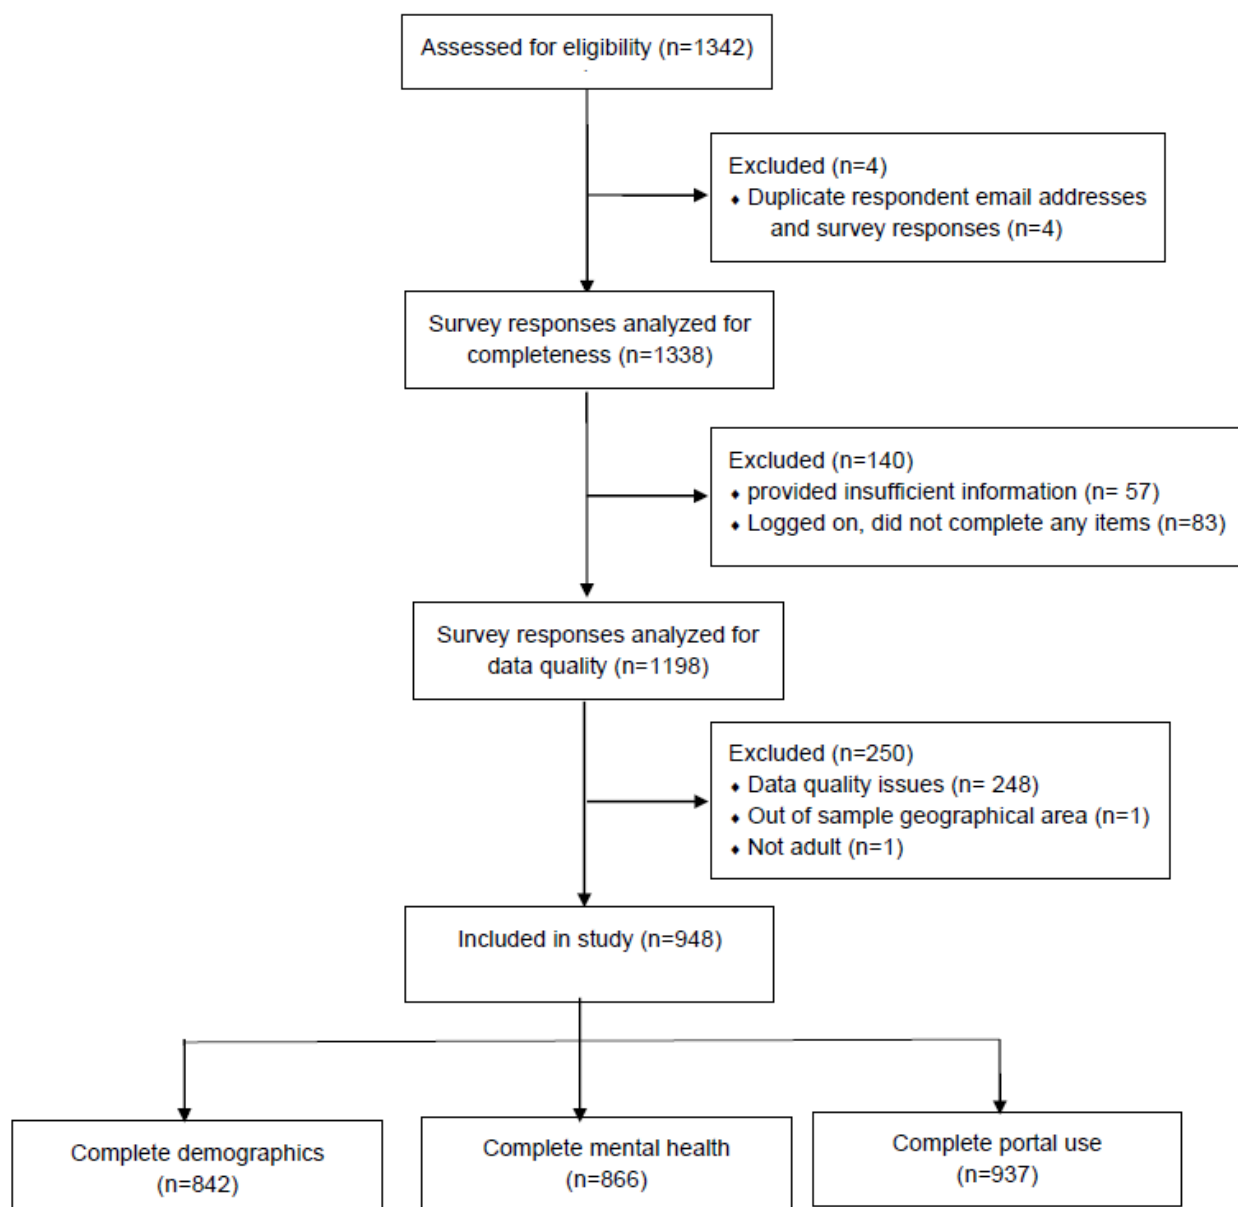 Assessed for eligibility (n=1342)
Excluded (n=4)
⬧ Duplicate respondent email addresses
and survey responses (n=4)
Survey responses analyzed for
completeness (n=1338)
Excluded (n=140)
⬧ provided insufficient information (n= 57)
⬧ Logged on, did not complete any items (n=83)
Survey responses analyzed for
data quality (n=1198)
Excluded (n=250)
⬧ Data quality issues (n= 248)
⬧ Out of sample geographical area (n=1)
⬧ Not adult (n=1)
Included in study (n=948)
Complete demographics
(n=842)
Complete mental health
(n=866)
Complete portal use
(n=937)